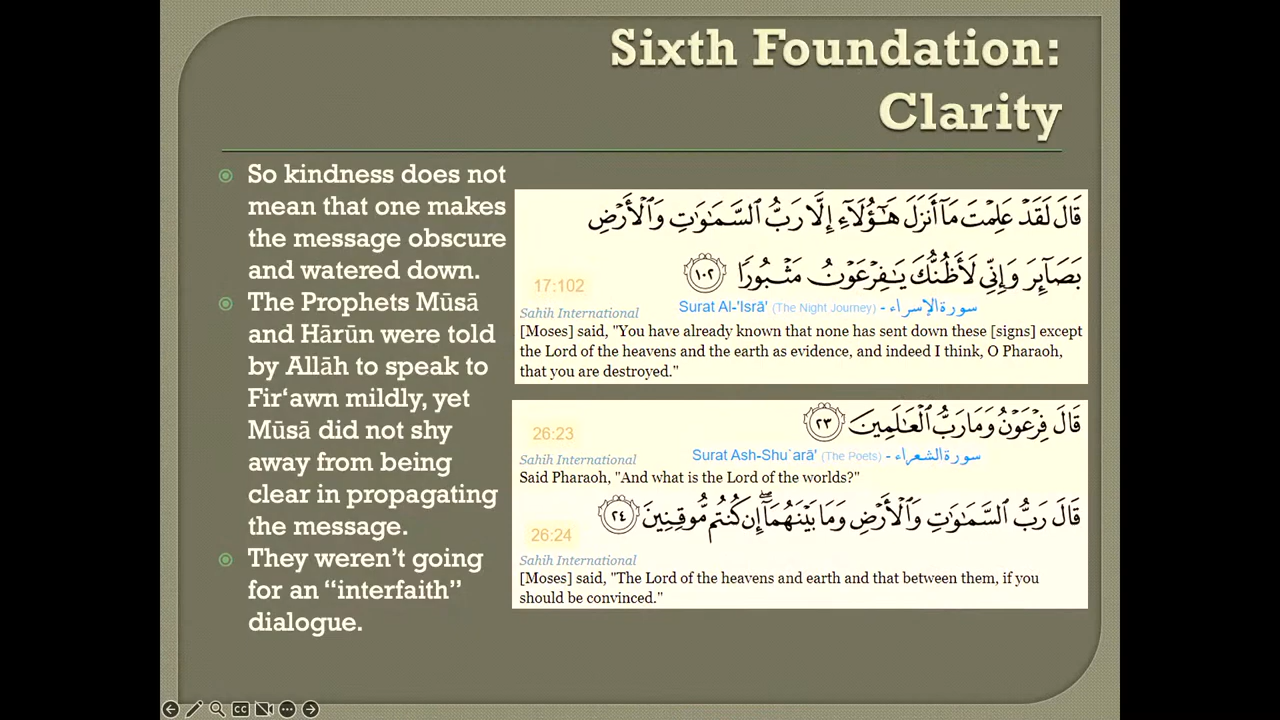 Sixth Foundation:
Clarity
So kindness does not
mean that one makes
the message obscure
and watered down.
The Prophets Mūsā
and Hārūn were told
by Allāh to speak to
Fir‘awn mildly, yet
Mūsā did not shy
away from being
clear in propagating
the message.
They weren’t going
for an “interfaith”
dialogue.
قَالَ لَقَدۡ عَلِمۡتَ مَآ أَنزَلَ هَـٰٓؤُلَآءِ إِلَّا رَبُّ ٱلسَّمَـٰوَٰتِ وَٱلۡأَرۡضِ
بَصَآئِرَ وَإِنِّي لَأَظُنُّكَ يَـٰفِرۡعَوۡنُ مَثۡبُورٗا ١٠٢
17:102
Surat Al-'Isrā' (The Night Journey) - سورة الإسراء
Sahih International
[Moses] said, "You have already known that none has sent down these [signs] except
the Lord of the heavens and the earth as evidence, and indeed I think, O Pharaoh,
that you are destroyed."
قَالَ فِرۡعَوۡنُ وَمَا رَبُّ ٱلۡعَـٰلَمِينَ ٢٣
26:23
Surat Ash-Shu`arā' (The Poets) - سورة الشعراء
Sahih International
Said Pharaoh, "And what is the Lord of the worlds?"
قَالَ رَبُّ ٱلسَّمَـٰوَٰتِ وَٱلۡأَرۡضِ وَمَا بَيۡنَهُمَآۖ إِن كُنتُم مُّوقِنِينَ ٢٤
26:24
Sahih International
[Moses] said, "The Lord of the heavens and earth and that between them, if you
should be convinced."
CC